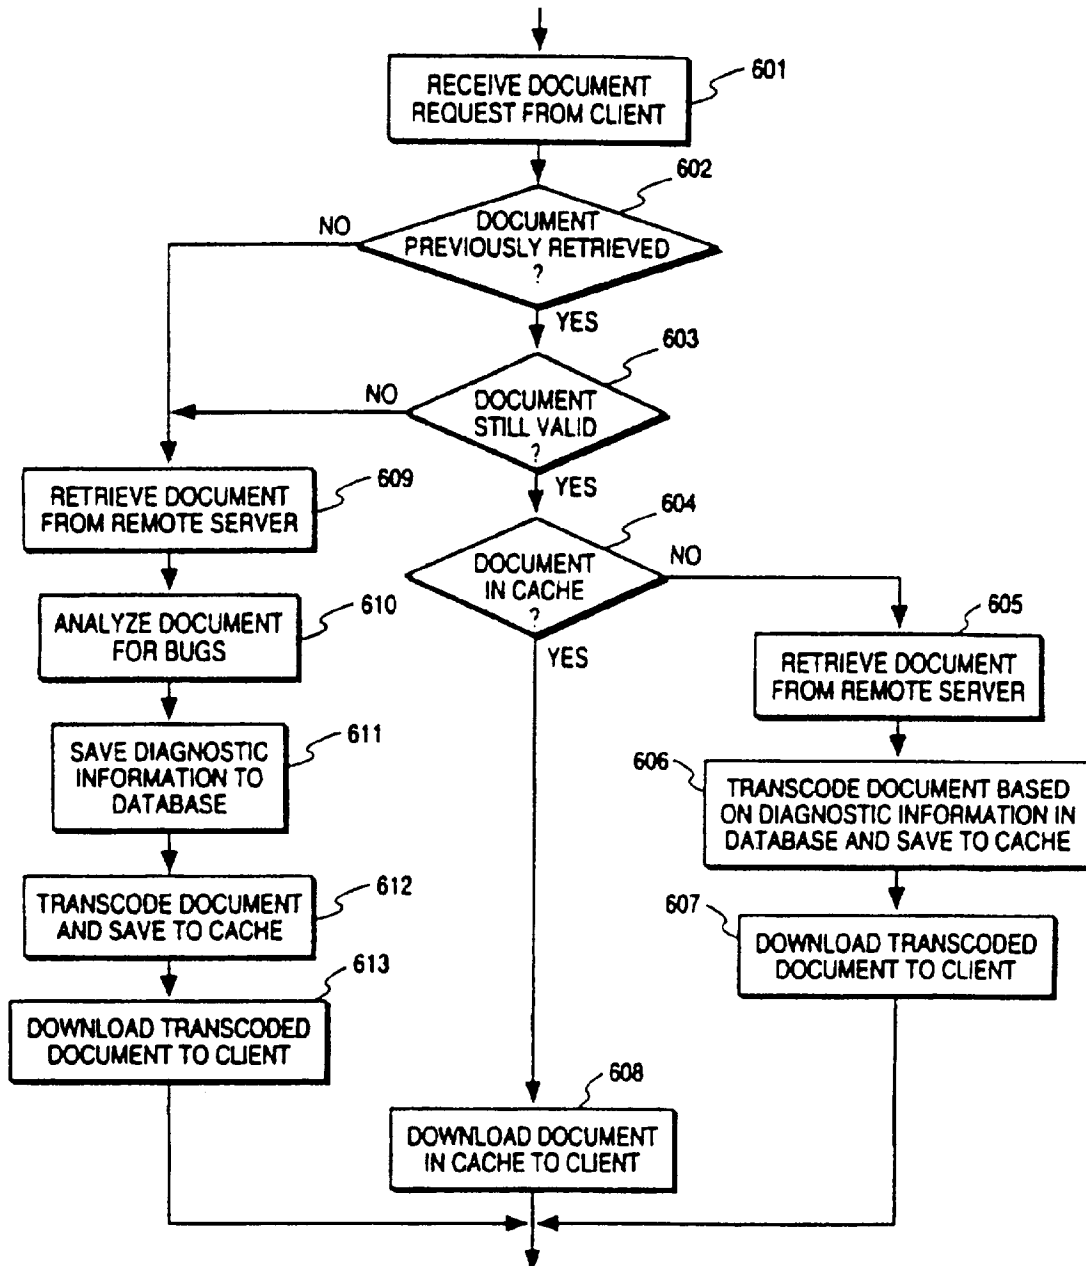 RECEIVE DOCUMENT
REQUEST FROM CLIENT
601
602
DOCUMENT
PREVIOUSLY RETRIEVED
?
NO
YES
603
DOCUMENT
STILL VALID
?
NO
YES
604
DOCUMENT
IN CACHE
?
NO
YES
609
RETRIEVE DOCUMENT
FROM REMOTE SERVER
610
ANALYZE DOCUMENT
FOR BUGS
611
SAVE DIAGNOSTIC
INFORMATION TO
DATABASE
612
TRANSCODE DOCUMENT
AND SAVE TO CACHE
613
DOWNLOAD TRANSCODED
DOCUMENT TO CLIENT
605
RETRIEVE DOCUMENT
FROM REMOTE SERVER
606
TRANSCODE DOCUMENT BASED
ON DIAGNOSTIC INFORMATION IN
DATABASE AND SAVE TO CACHE
607
DOWNLOAD TRANSCODED
DOCUMENT TO CLIENT
608
DOWNLOAD DOCUMENT
IN CACHE TO CLIENT